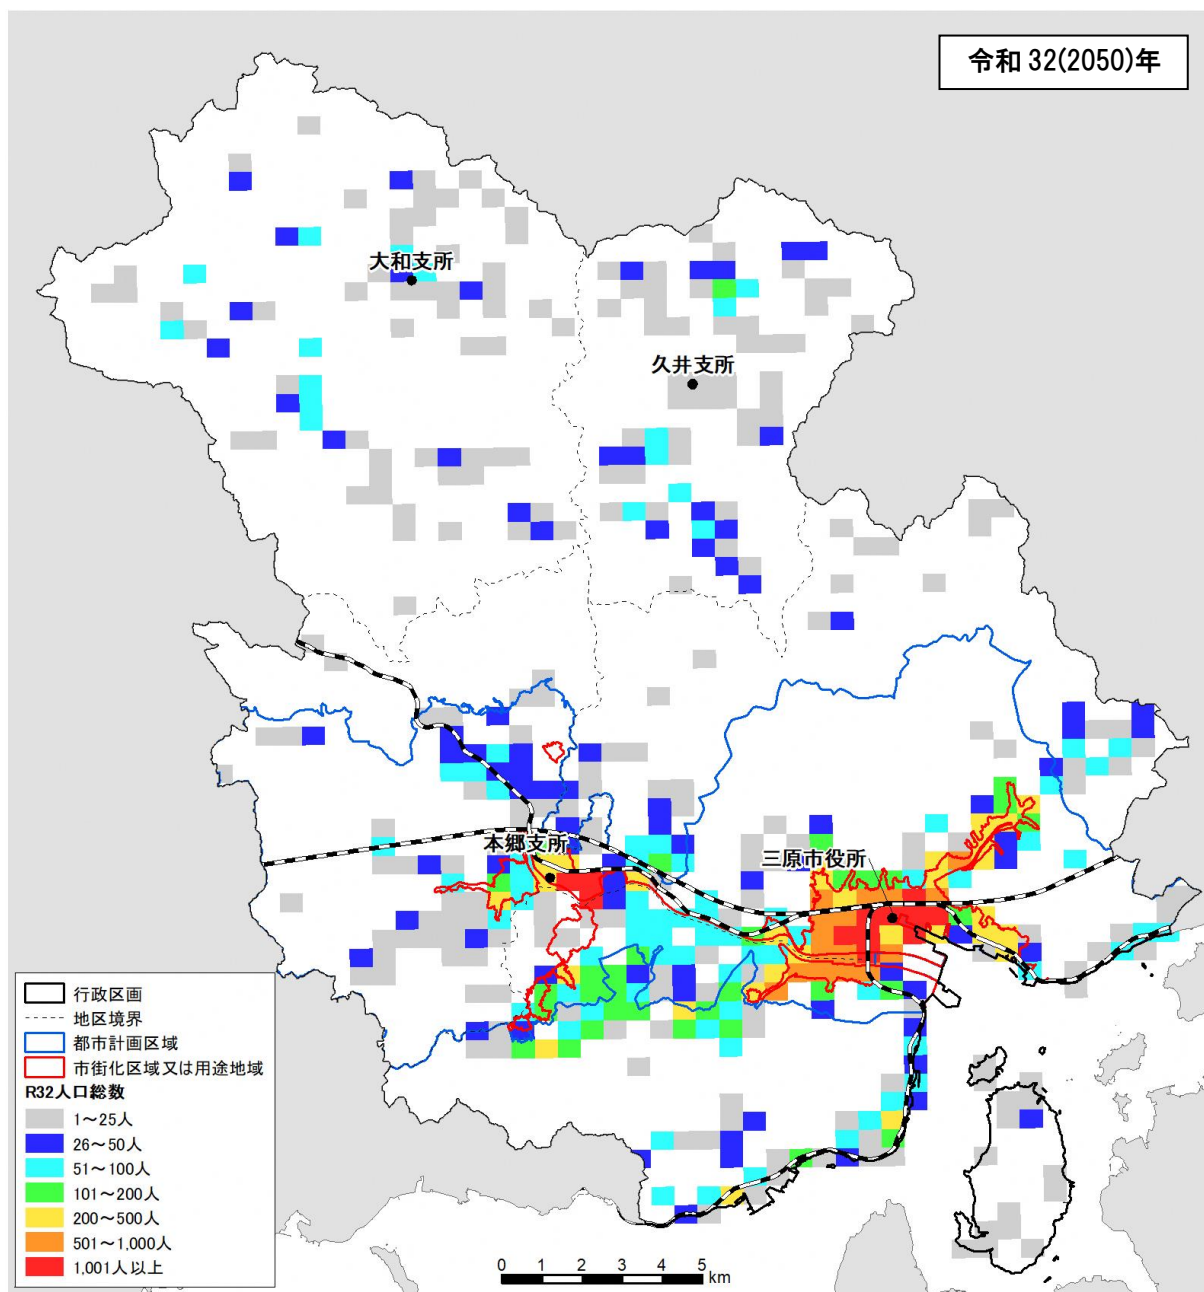 令和 32(2050)年
大和支所
久井支所
本郷支所
三原市役所
行政区画
地区境界
都市計画区域
市街化区域又は用途地域
R32人口総数
1～25人
26～50人
51～100人
101～200人
200～500人
501～1,000人
1,001人以上
0 1 2 3 4 5
km